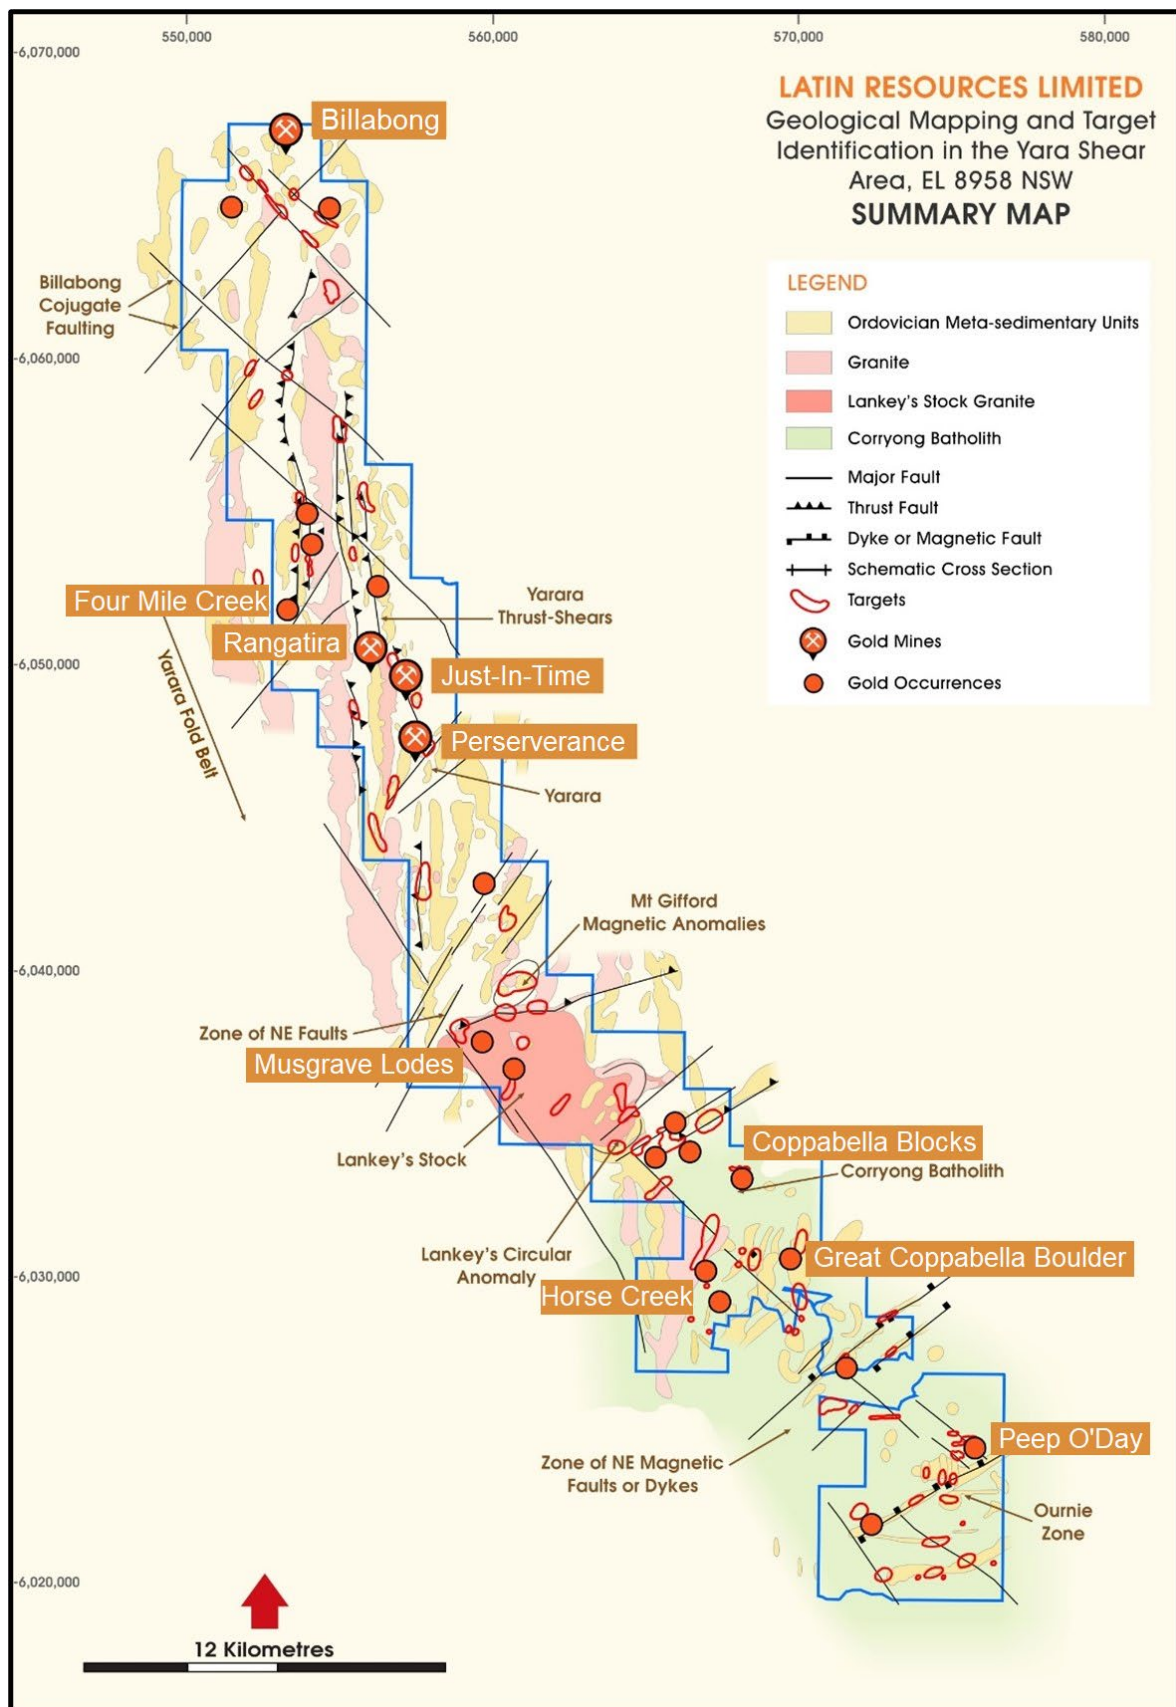 550,000
560,000
570,000
580,000
6,070,000
LATIN RESOURCES LIMITED
Geological Mapping and Target
Identification in the Yara Shear
Area, EL 8958 NSW
SUMMARY MAP
Billabong
LEGEND
Ordovician Meta-sedimentary Units
Granite
Lankey's Stock Granite
Corryong Batholith
Major Fault
Thrust Fault
Dyke or Magnetic Fault
Schematic Cross Section
Targets
Gold Mines
Gold Occurrences
Billabong
Cojugate
Faulting
6,060,000
Four Mile Creek
Yarara
Thrust-Shears
Rangatira
6,050,000
Just-In-Time
Yarara Fold Belt
Perserverance
Yarara
Mt Gifford
Magnetic Anomalies
6,040,000
Zone of NE Faults
Musgrave Lodes
Lankey's Stock
Coppabella Blocks
Corryong Batholith
Lankey's Circular
Anomaly
Great Coppabella Boulder
6,030,000
Horse Creek
Zone of NE Magnetic
Faults or Dykes
Peep O'Day
Ournie
Zone
6,020,000
12 Kilometres